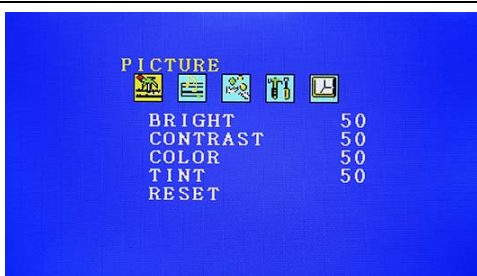 PICTURE
BRIGHT 50
CONTRAST 50
COLOR 50
TINT 50
RESET